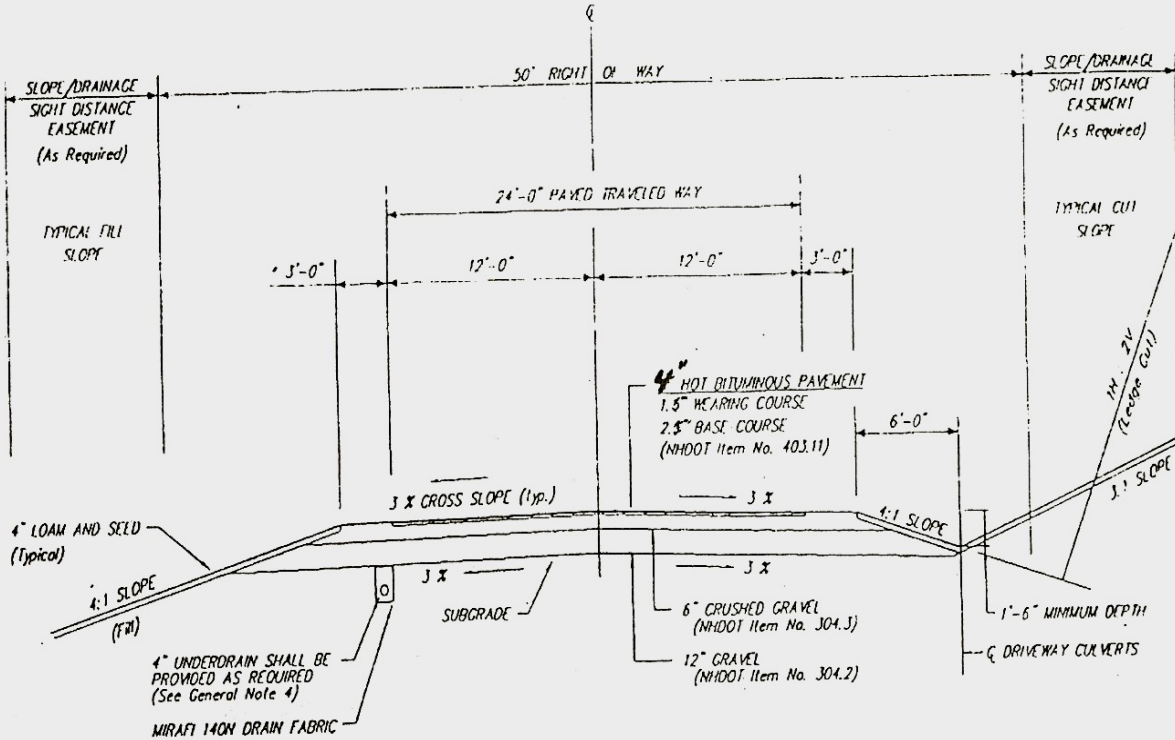 ℄
50' RIGHT OF WAY
SLOPE/DRAINAGE
SIGHT DISTANCE
EASEMENT
(As Required)
SLOPE/DRAINAGE
SIGHT DISTANCE
EASEMENT
(As Required)
TYPICAL FILL
SLOPE
TYPICAL CUT
SLOPE
24'-0" PAVED TRAVELED WAY
3'-0"
12'-0"
12'-0"
3'-0"
1H : 2V
(Ledge Cut)
4" HOT BITUMINOUS PAVEMENT
1.5" WEARING COURSE
2.5" BASE COURSE
(NHDOT Item No. 403.11)
6'-0"
3 % CROSS SLOPE (Typ.)
3 %
4:1 SLOPE
3:1 SLOPE
4" LOAM AND SEED
(Typical)
4:1 SLOPE
(Fill)
3 %
3 %
SUBGRADE
6" CRUSHED GRAVEL
(NHDOT Item No. 304.3)
12" GRAVEL
(NHDOT Item No. 304.2)
1'-6" MINIMUM DEPTH
℄ DRIVEWAY CULVERTS
4" UNDERDRAIN SHALL BE
PROVIDED AS REQUIRED
(See General Note 4)
MIRAFI 140N DRAIN FABRIC